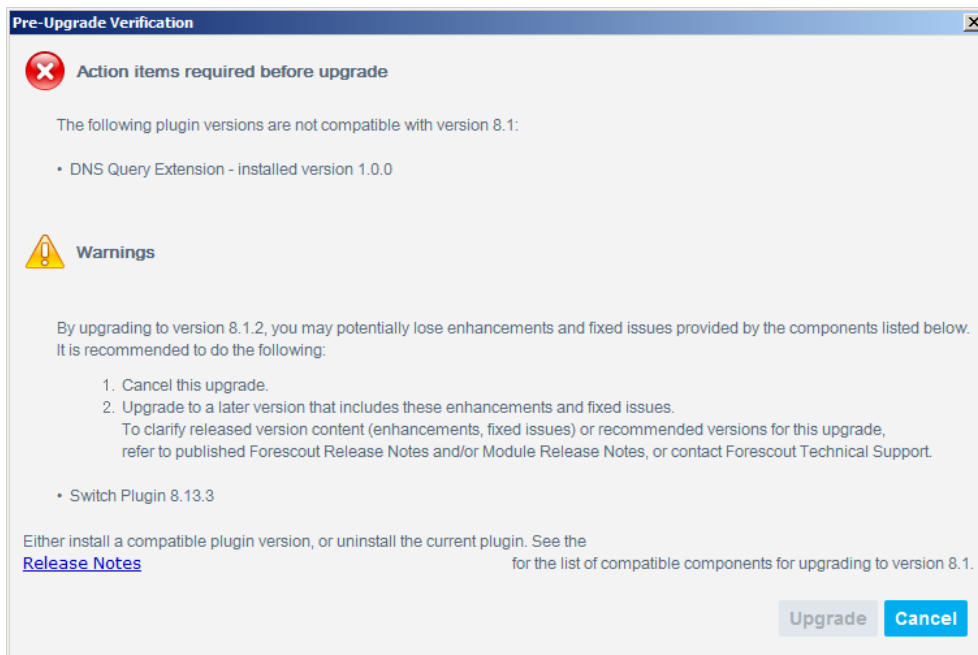 Pre-Upgrade Verification
Action items required before upgrade
The following plugin versions are not compatible with version 8.1:
• DNS Query Extension - installed version 1.0.0
Warnings
By upgrading to version 8.1.2, you may potentially lose enhancements and fixed issues provided by the components listed below.
It is recommended to do the following:
1. Cancel this upgrade.
2. Upgrade to a later version that includes these enhancements and fixed issues.
To clarify released version content (enhancements, fixed issues) or recommended versions for this upgrade,
refer to published Forescout Release Notes and/or Module Release Notes, or contact Forescout Technical Support.
• Switch Plugin 8.13.3
Either install a compatible plugin version, or uninstall the current plugin. See the
Release Notes for the list of compatible components for upgrading to version 8.1.
Upgrade Cancel